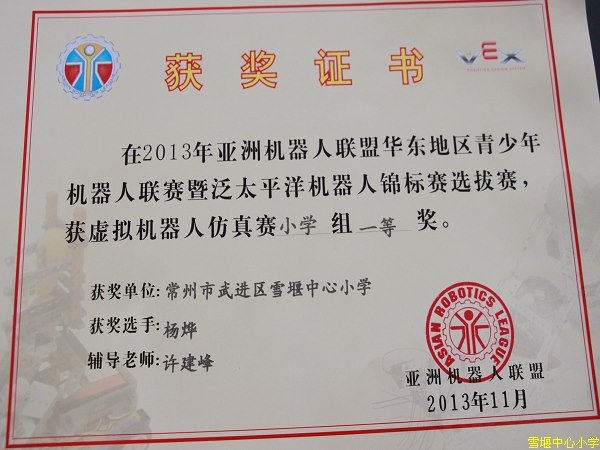 获奖证书
VEX
ROBOTICS DESIGN SYSTEM
在2013年亚洲机器人联盟华东地区青少年
机器人联赛暨泛太平洋机器人锦标赛选拔赛，
获虚拟机器人仿真赛小学组一等奖。
获奖单位:常州市武进区雪堰中心小学
获奖选手:杨烨
辅导老师:许建峰
ASIAN ROBOTICS LEAGUE
亚洲机器人联盟
2013年11月
雪堰中心小学